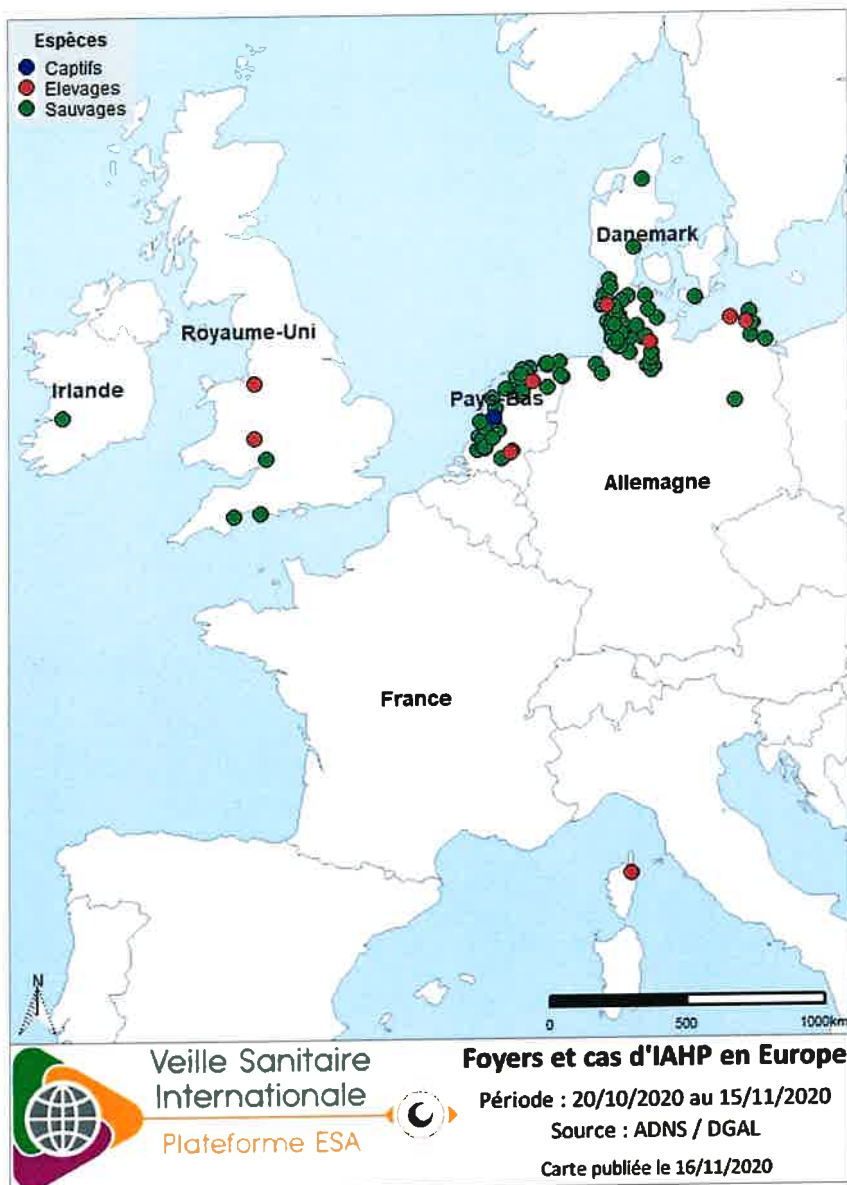 Espèces
Captifs
Elevages
Sauvages
Danemark
Royaume-Uni
Irlande
Pays-Bas
Allemagne
France
N
0 500 1000km
Veille Sanitaire
Internationale
Plateforme ESA
Foyers et cas d'IAHP en Europe
Période : 20/10/2020 au 15/11/2020
Source : ADNS / DGAL
Carte publiée le 16/11/2020